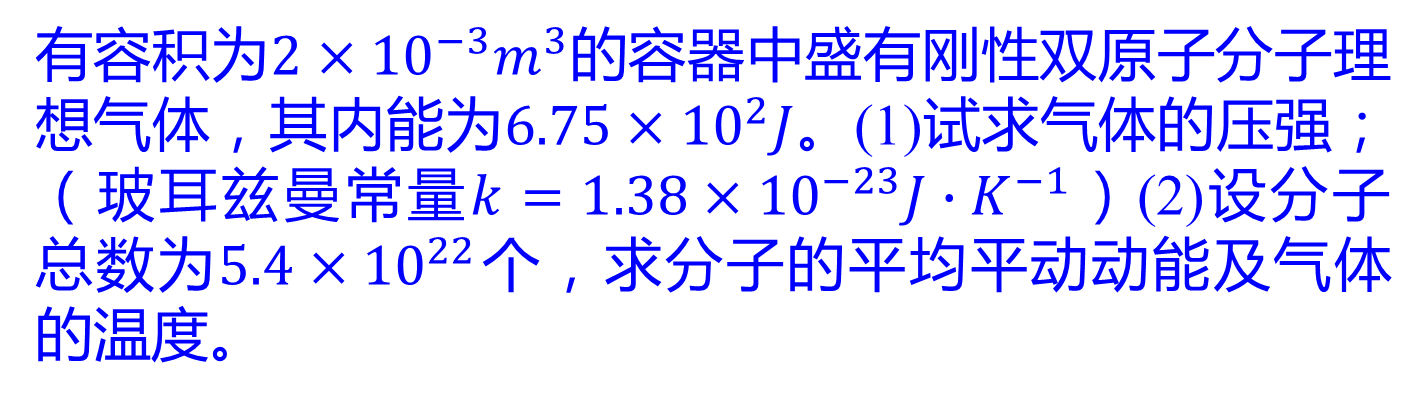 有容积为2 × 10⁻³m³的容器中盛有刚性双原子分子理
想气体，其内能为6.75 × 10²J。(1)试求气体的压强；
（玻耳兹曼常量k = 1.38 × 10⁻²³J · K⁻¹）(2)设分子
总数为5.4 × 10²²个，求分子的平均平动动能及气体
的温度。